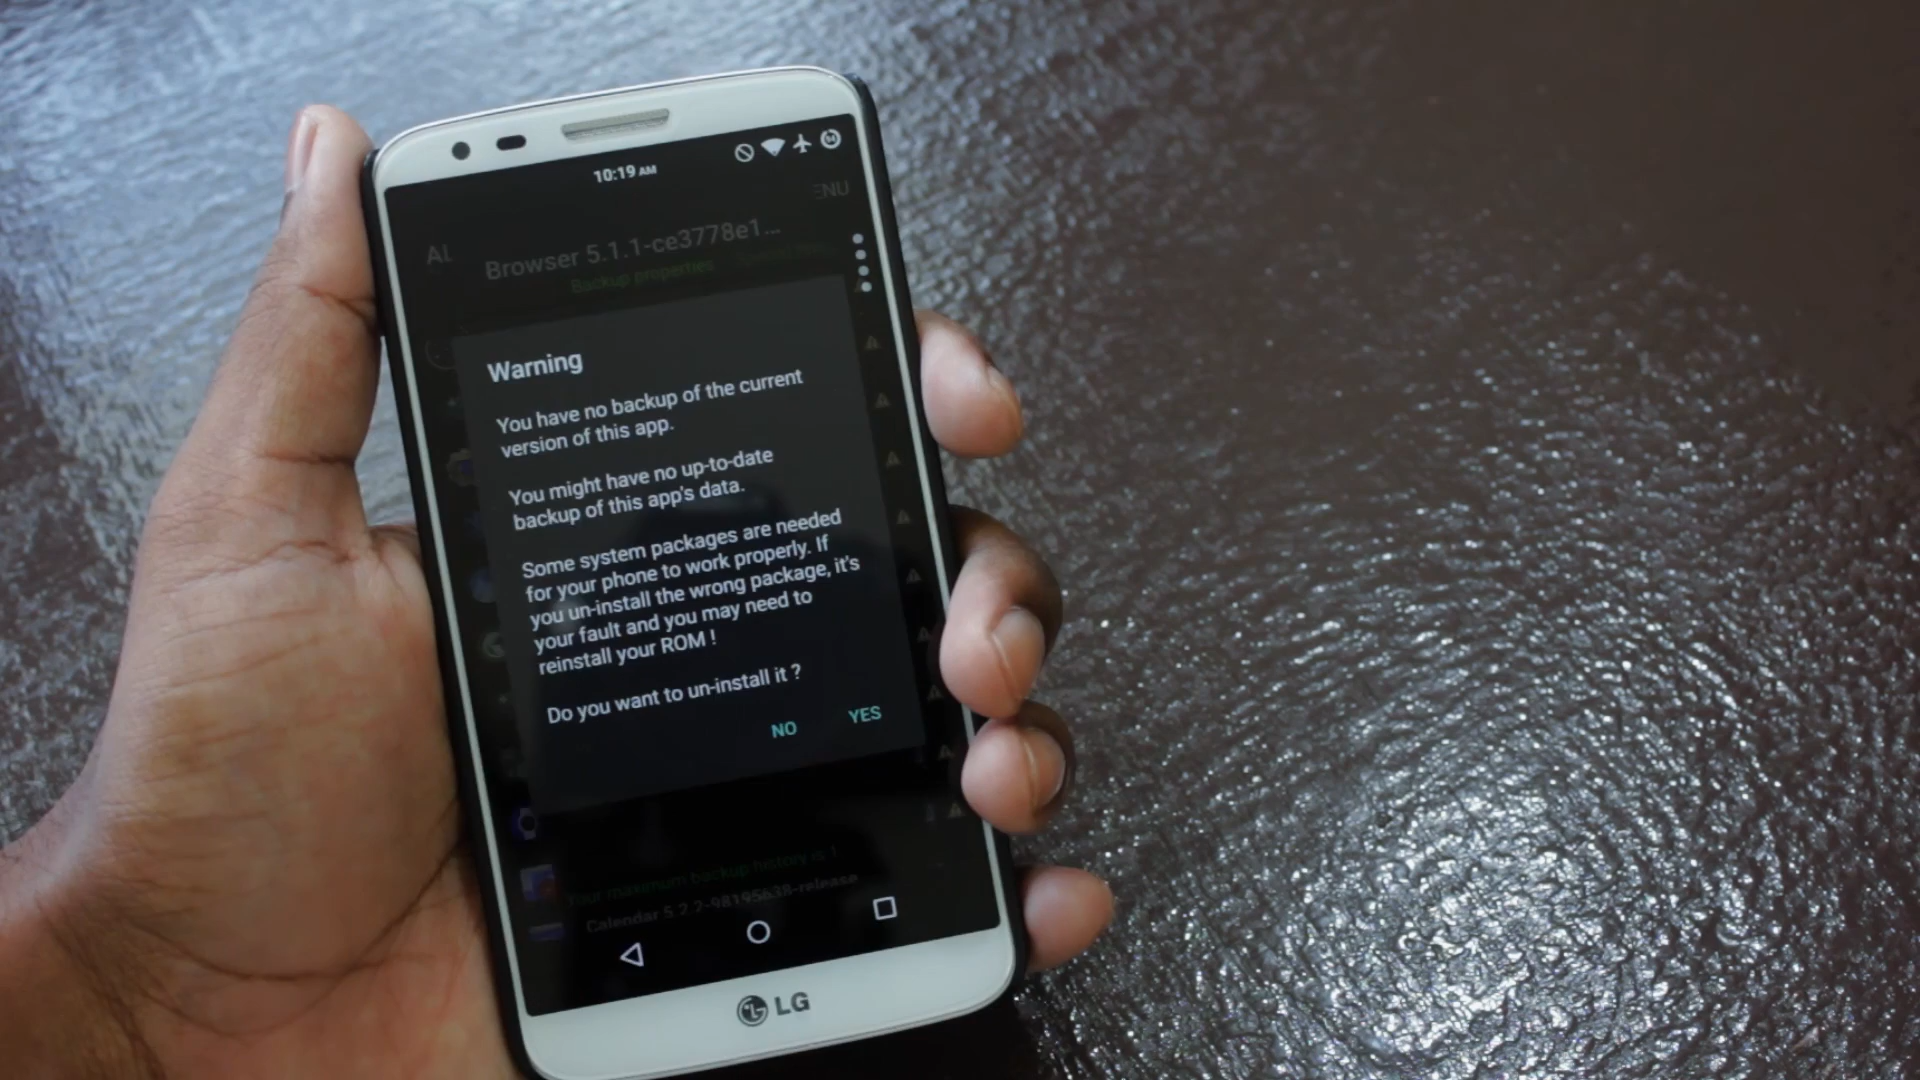 10:19 AM
ENU
AL
Browser 5.1.1-ce3778e1...
Backup properties
Warning
You have no backup of the current
version of this app.
You might have no up-to-date
backup of this app's data.
Some system packages are needed
for your phone to work properly. If
you un-install the wrong package, it's
your fault and you may need to
reinstall your ROM !
Do you want to un-install it ?
NO YES
Your maximum backup history is 1
Calendar 5.2.2-98195638-release
LG